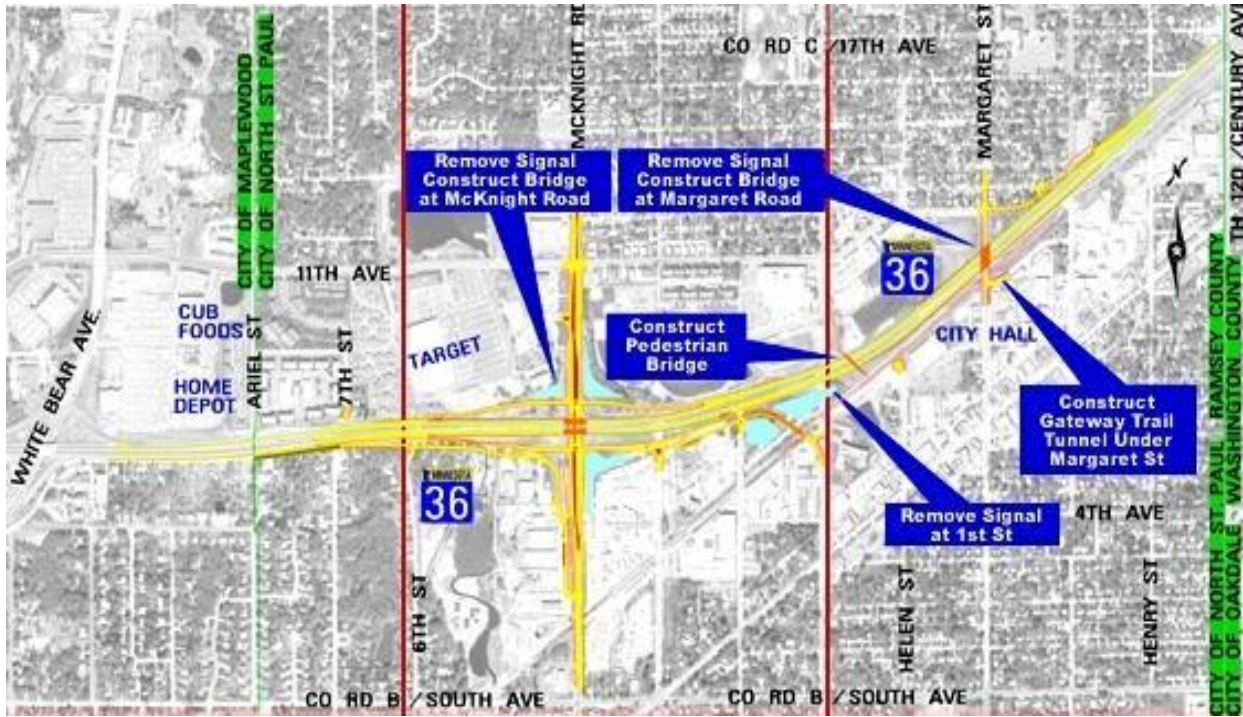 CO RD C /17TH AVE
MCKNIGHT RD
MARGARET ST
TH 120 /CENTURY AVE
CITY OF MAPLEWOOD
CITY OF NORTH ST PAUL
Remove Signal
Construct Bridge
at McKnight Road
Remove Signal
Construct Bridge
at Margaret Road
11TH AVE
MINNESOTA
36
CUB
FOODS
ARIEL ST
7TH ST
TARGET
Construct
Pedestrian
Bridge
CITY HALL
WHITE BEAR AVE.
HOME
DEPOT
Construct
Gateway Trail
Tunnel Under
Margaret St
MINNESOTA
36
Remove Signal
at 1st St
4TH AVE
6TH ST
HELEN ST
HENRY ST
CITY OF NORTH ST. PAUL RAMSEY COUNTY
CITY OF OAKDALE WASHINGTON COUNTY
CO RD B /SOUTH AVE
CO RD B /SOUTH AVE